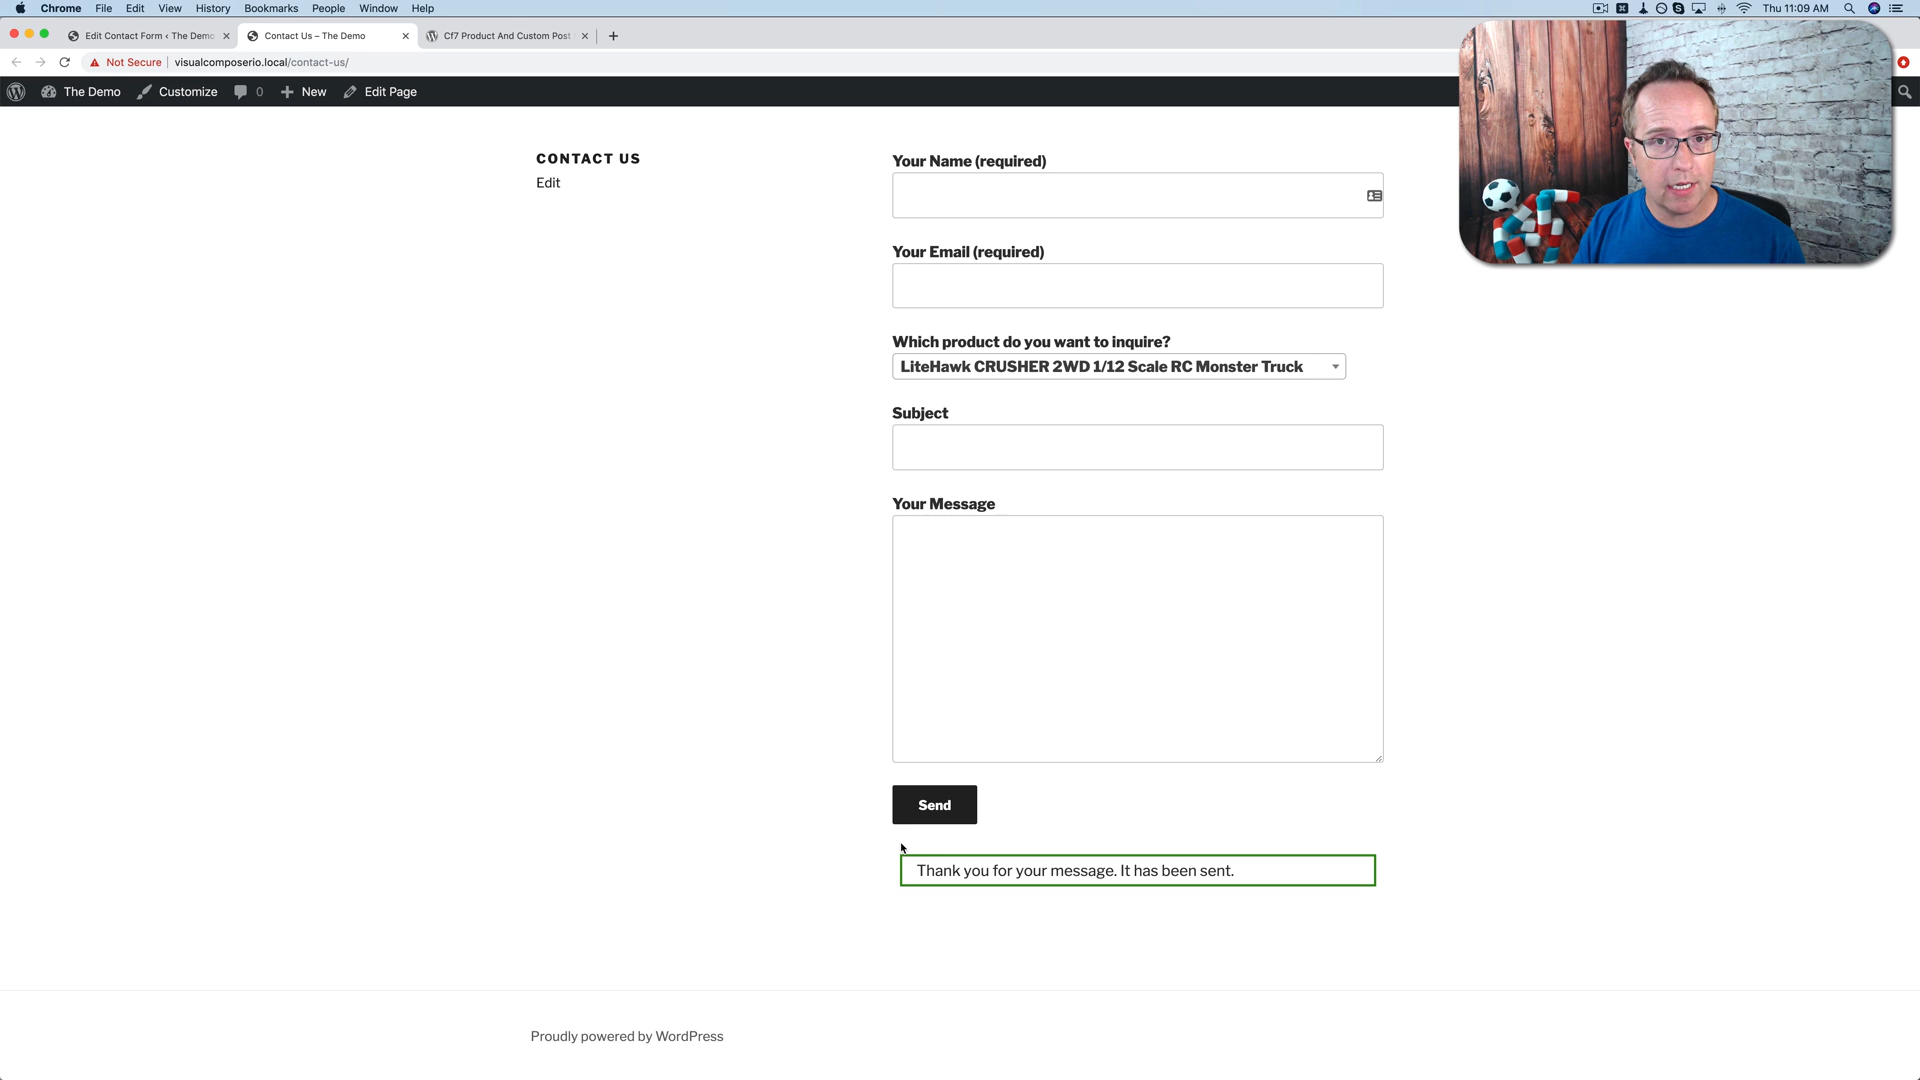 Chrome File Edit View History Bookmarks People Window Help
Thu 11:09 AM
Edit Contact Form ‹ The Demo
Contact Us – The Demo
Cf7 Product And Custom Post
Not Secure
visualcomposerio.local/contact-us/
The Demo
Customize
0
New
Edit Page
CONTACT US
Edit
Your Name (required)
Your Email (required)
Which product do you want to inquire?
LiteHawk CRUSHER 2WD 1/12 Scale RC Monster Truck
Subject
Your Message
Send
Thank you for your message. It has been sent.
Proudly powered by WordPress